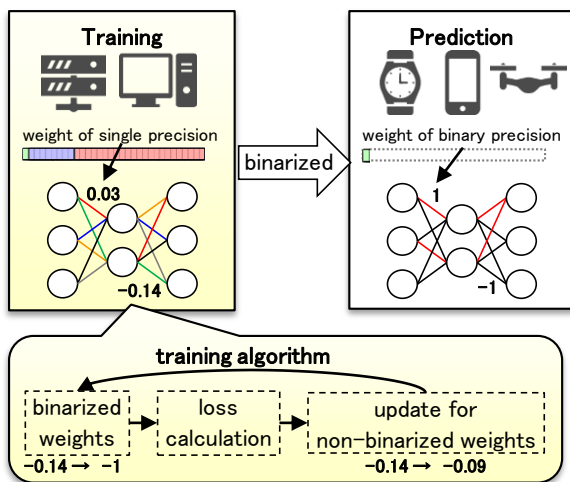 Training
weight of single precision
0.03
−0.14
binarized
Prediction
weight of binary precision
1
−1
training algorithm
binarized
weights
−0.14 → −1
loss
calculation
update for
non-binarized weights
−0.14 → −0.09